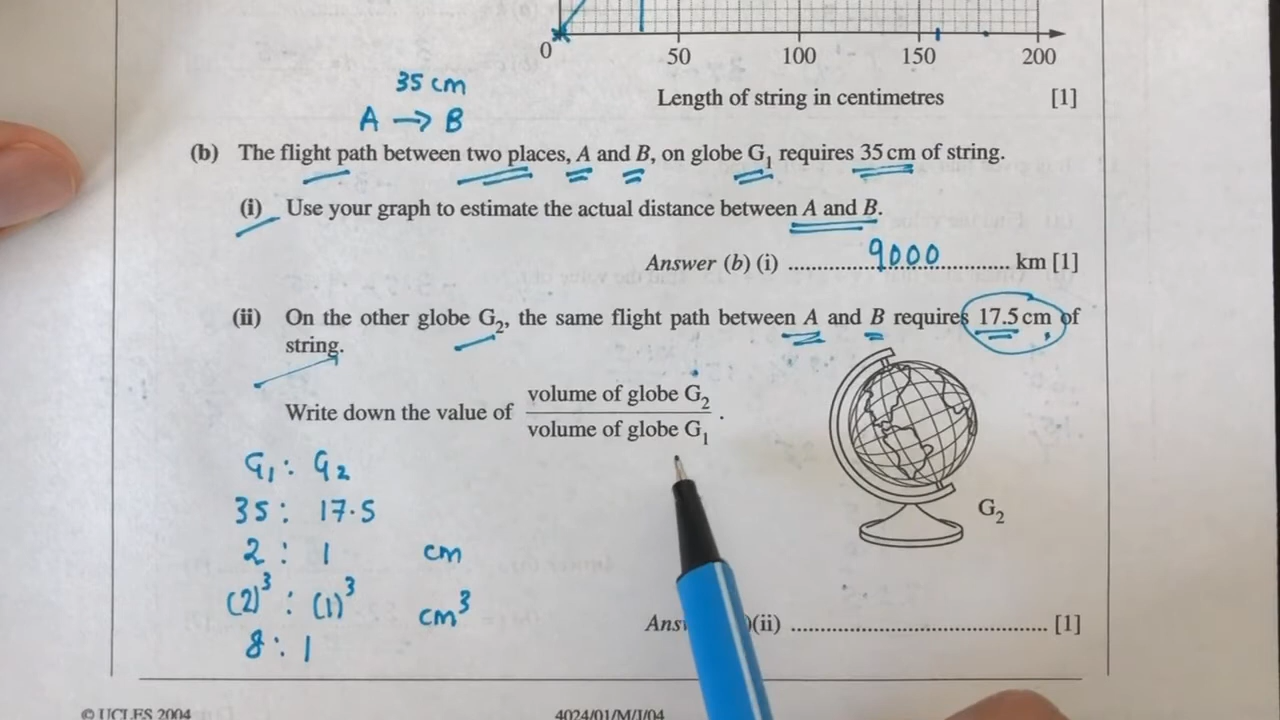 0 50 100 150 200
35 cm
Length of string in centimetres [1]
A → B
(b) The flight path between two places, A and B, on globe G₁ requires 35 cm of string.
(i) Use your graph to estimate the actual distance between A and B.
Answer (b) (i) ............ 9000 ............ km [1]
(ii) On the other globe G₂, the same flight path between A and B requires 17.5 cm of
string.
volume of globe G₂
Write down the value of
volume of globe G₁ .
G₁ : G₂
35 : 17.5
G₂
2 : 1 cm
(2)³ : (1)³ cm³
(ii) ............ [1]
8 : 1
© UCLES 2004 4024/01/M/J/04